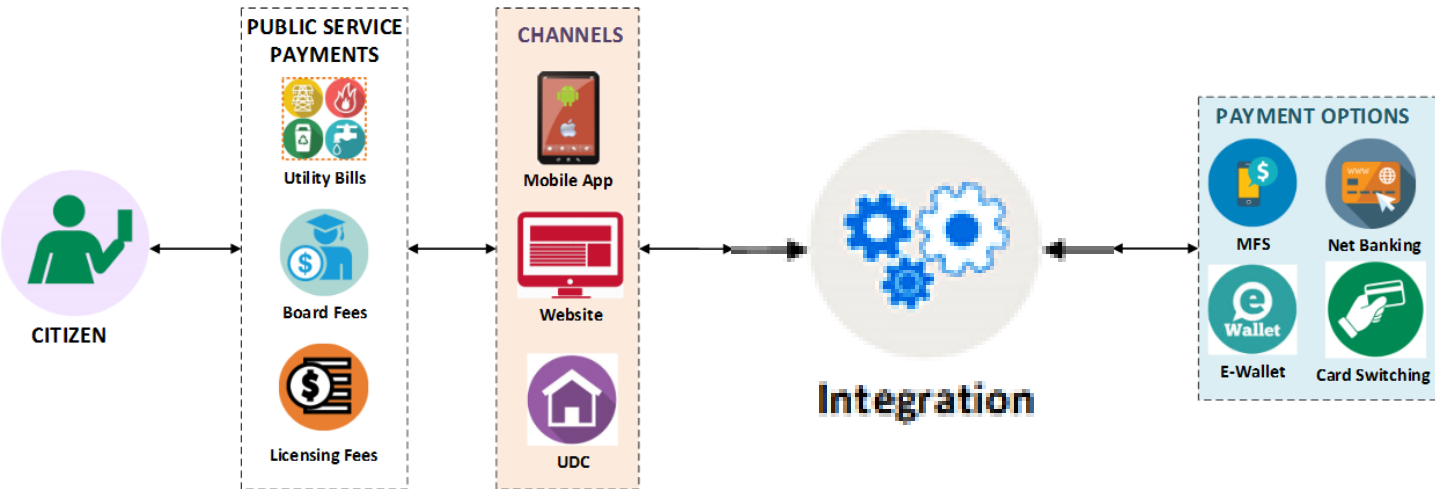 PUBLIC SERVICE
PAYMENTS
Utility Bills
Board Fees
Licensing Fees
CITIZEN
CHANNELS
Mobile App
Website
UDC
Integration
PAYMENT OPTIONS
MFS
www
Net Banking
e
Wallet
E-Wallet
Card Switching